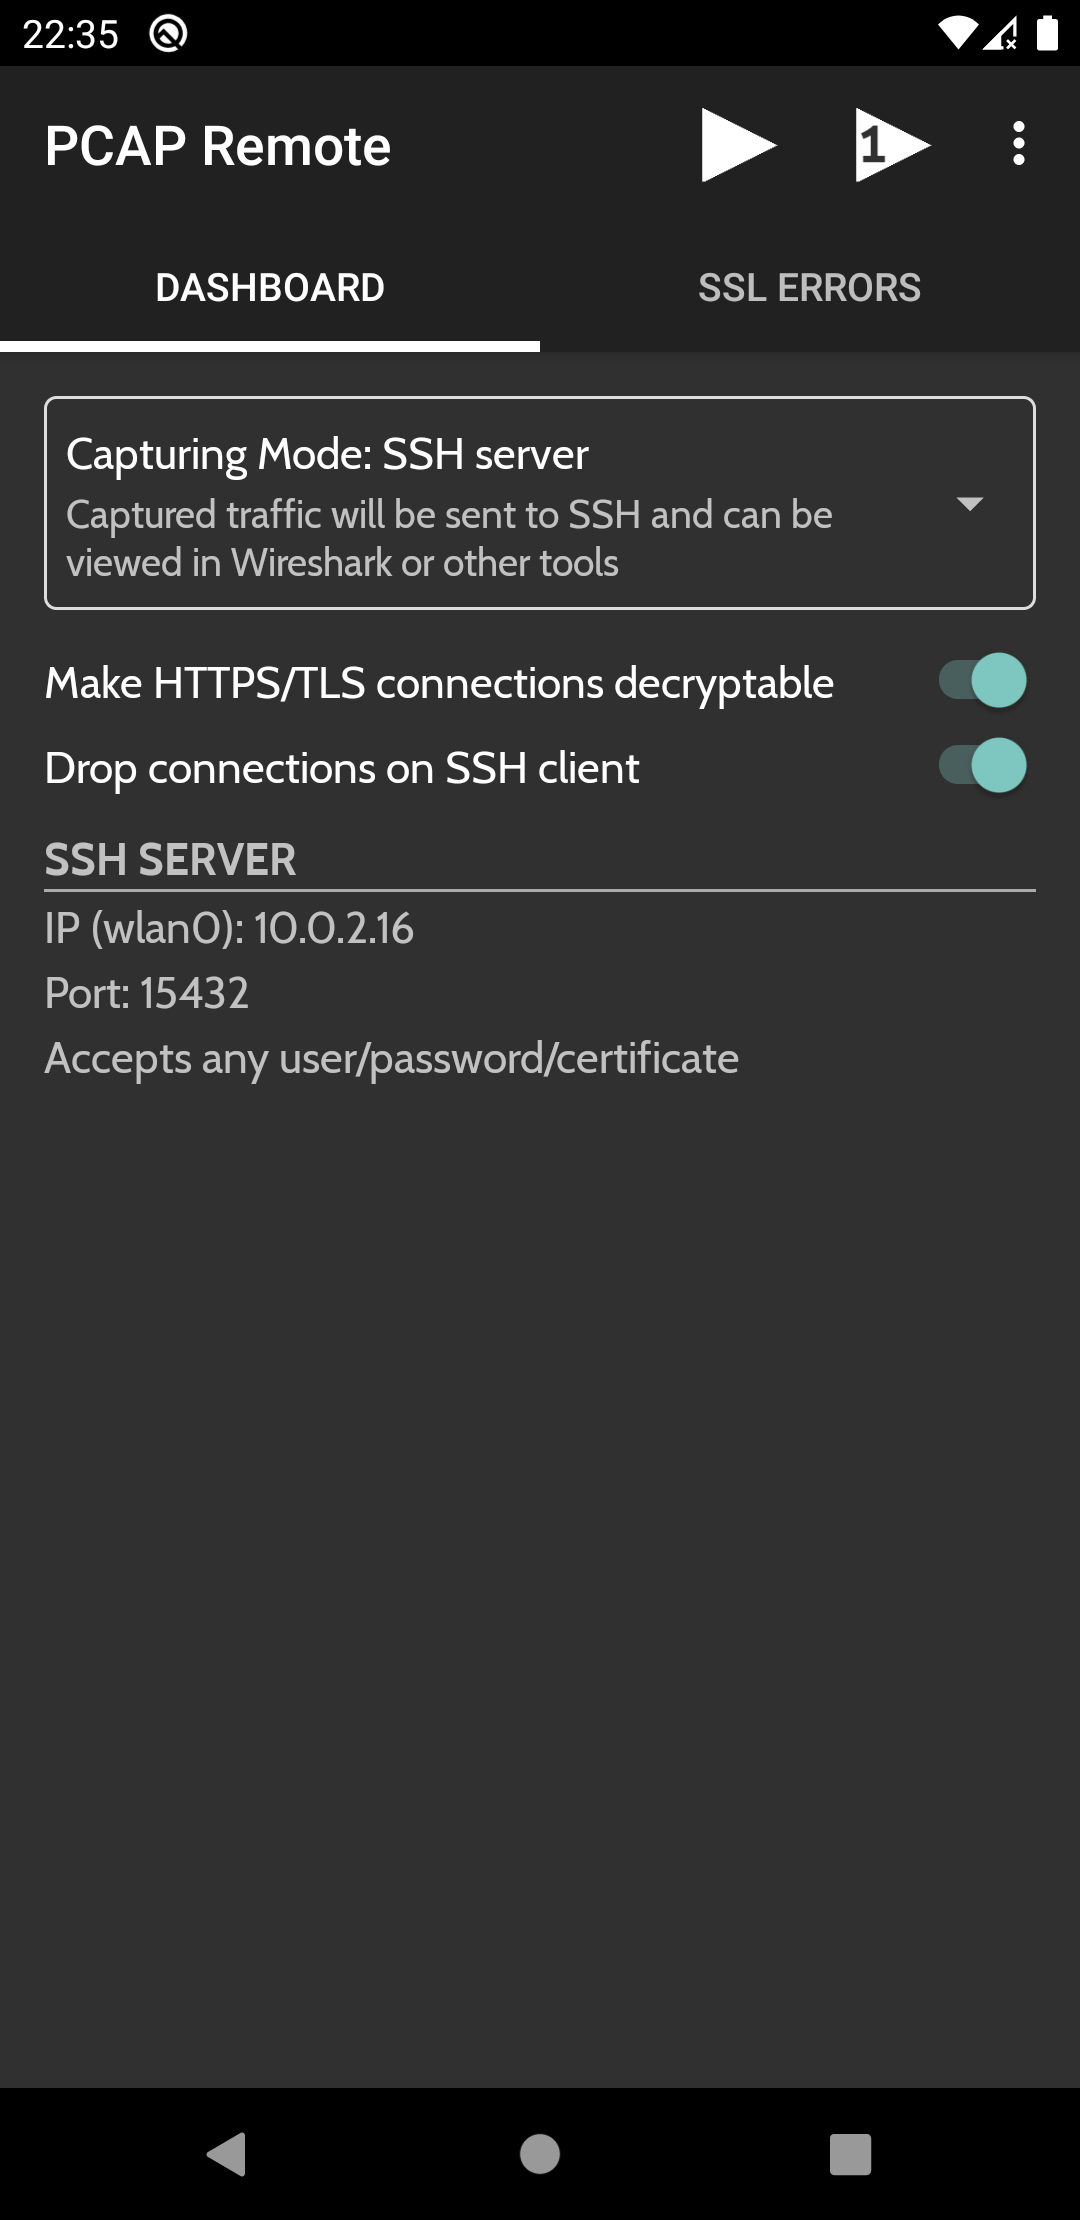 22:35
PCAP Remote
1
DASHBOARD
SSL ERRORS
Capturing Mode: SSH server
Captured traffic will be sent to SSH and can be
viewed in Wireshark or other tools
Make HTTPS/TLS connections decryptable
Drop connections on SSH client
SSH SERVER
IP (wlan0): 10.0.2.16
Port: 15432
Accepts any user/password/certificate